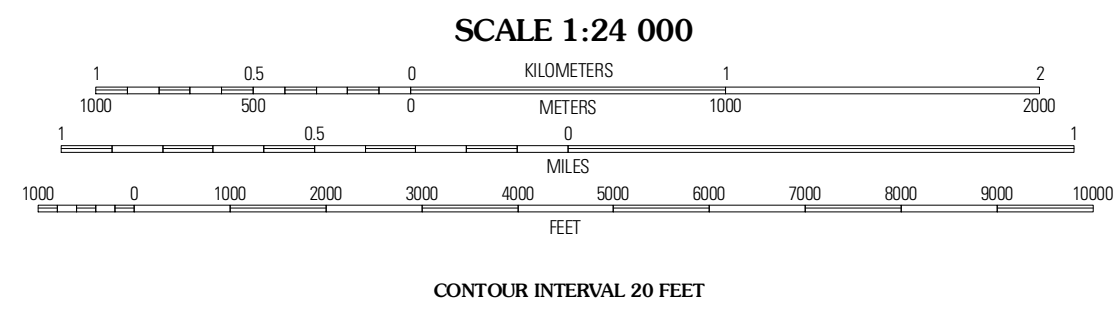 SCALE 1:24 000
1 0.5 0 KILOMETERS 1 2
1000 500 0 METERS 1000 2000
1 0.5 0 1
MILES
1000 0 1000 2000 3000 4000 5000 6000 7000 8000 9000 10000
FEET
CONTOUR INTERVAL 20 FEET